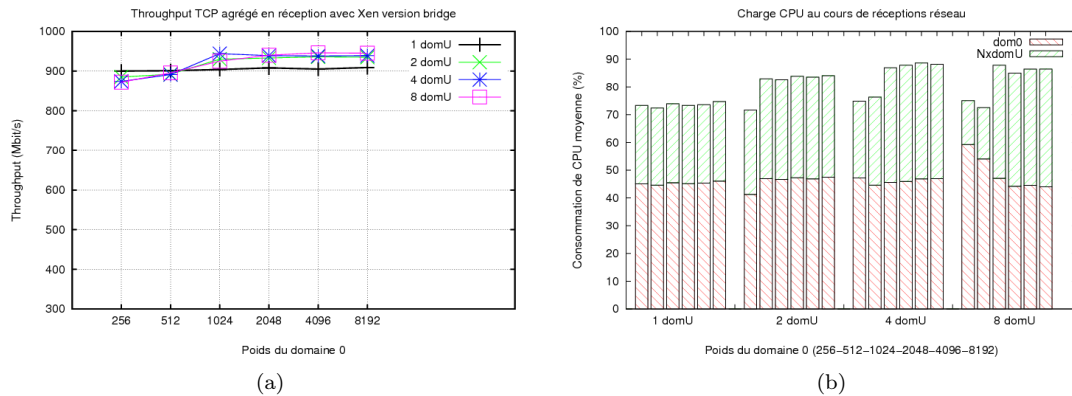 Throughput TCP agrégé en réception avec Xen version bridge
Throughput (Mbit/s)
1000
900
800
700
600
900
500
400
300
1 domU
2 domU
4 domU
8 domU
256
512
1024
2048
4096
8192
Poids du domaine 0
(a)
Charge CPU au cours de réceptions réseau
Consommation de CPU moyenne (%)
100
90
80
70
60
50
40
30
20
10
0
dom0
NxdomU
1 domU
2 domU
4 domU
8 domU
Poids du domaine 0 (256−512−1024−2048−4096−8192)
(b)